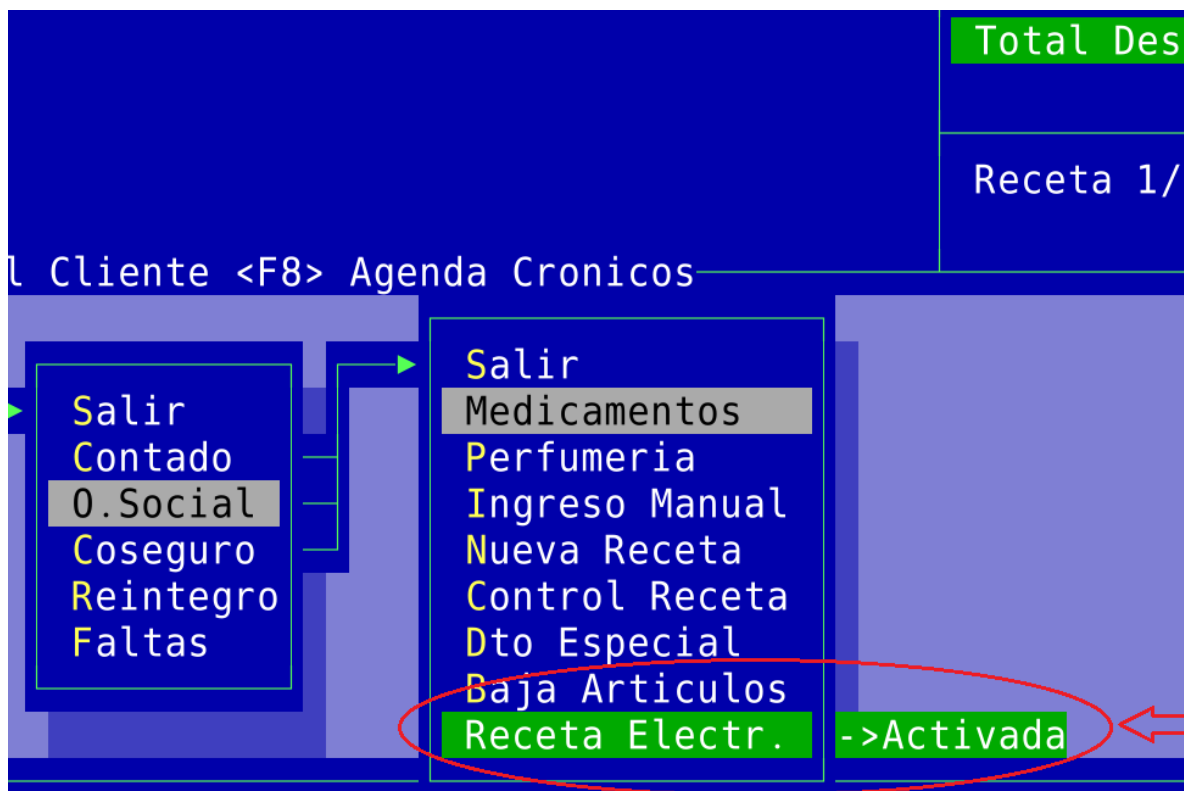 Total Des
Receta 1/
l Cliente <F8> Agenda Cronicos
Salir
Contado
O.Social
Coseguro
Reintegro
Faltas
Salir
Medicamentos
Perfumeria
Ingreso Manual
Nueva Receta
Control Receta
Dto Especial
Baja Articulos
Receta Electr. ->Activada